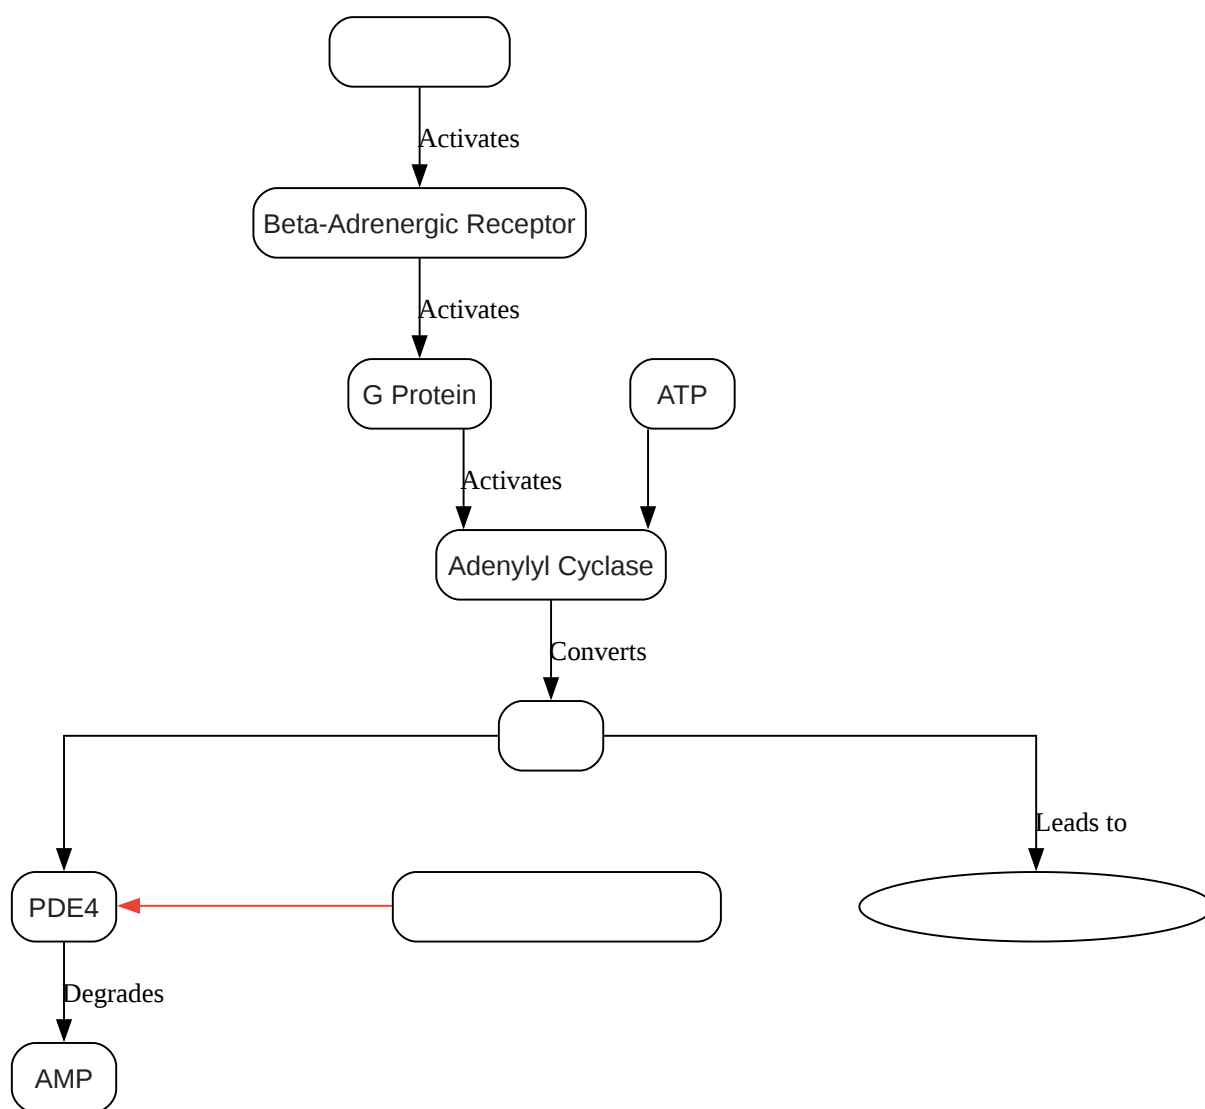 Activates
Beta-Adrenergic Receptor
Activates
G Protein
ATP
Activates
Adenylyl Cyclase
Converts
Leads to
PDE4
Degrades
AMP